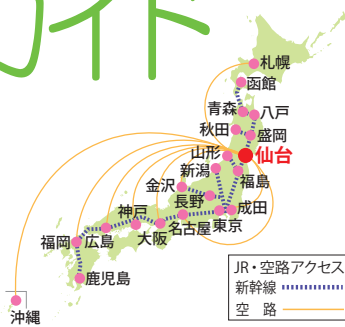 ガイド
札幌
函館
青森
八戸
秋田
盛岡
山形
仙台
新潟
福島
金沢
長野
成田
神戸
名古屋
東京
福岡
広島
大阪
鹿児島
沖縄
JR・空路アクセス
新幹線
空 路